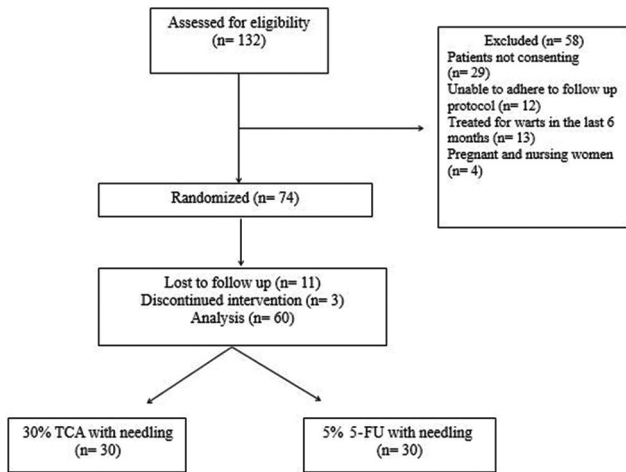 Assessed for eligibility
(n= 132)
Excluded (n= 58)
Patients not consenting
(n= 29)
Unable to adhere to follow up
protocol (n= 12)
Treated for warts in the last 6
months (n= 13)
Pregnant and nursing women
(n= 4)
Randomized (n= 74)
Lost to follow up (n= 11)
Discontinued intervention (n= 3)
Analysis (n= 60)
30% TCA with needling
(n= 30)
5% 5-FU with needling
(n= 30)